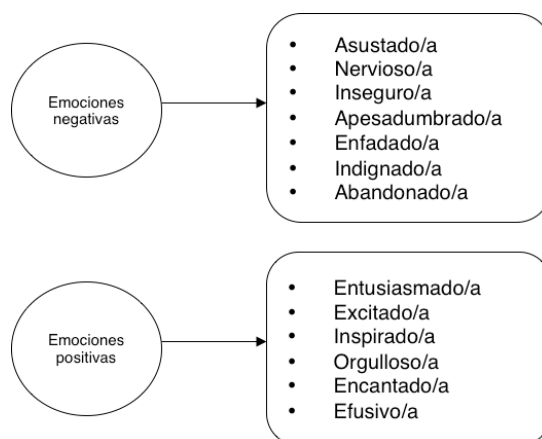 Emociones
negativas
• Asustado/a
• Nervioso/a
• Inseguro/a
• Apesadumbrado/a
• Enfadado/a
• Indignado/a
• Abandonado/a
Emociones
positivas
• Entusiasmado/a
• Excitado/a
• Inspirado/a
• Orgulloso/a
• Encantado/a
• Efusivo/a